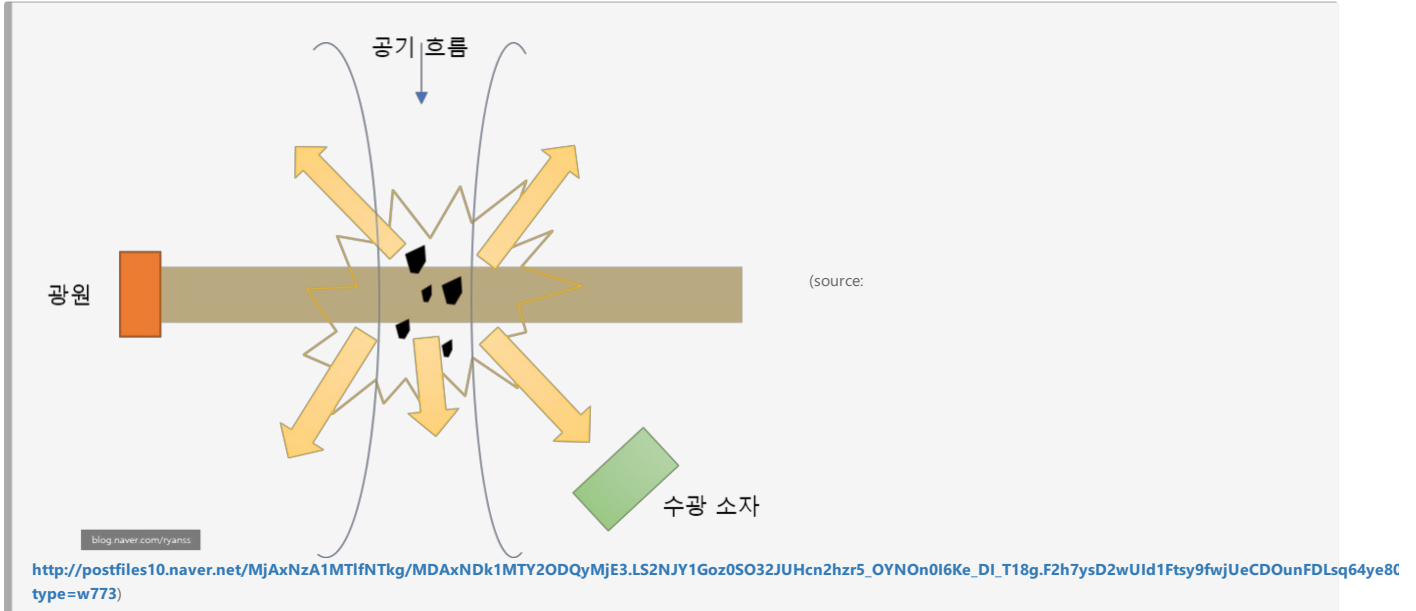 공기 흐름
광원
(source:
수광 소자
blog.naver.com/ryanss
http://postfiles10.naver.net/MjAxNzA1MTlfNTkg/MDAxNDk1MTY2ODQyMjE3.LS2NJY1Goz0SO32JUHcn2hzr5_OYNOn0I6Ke_DI_T18g.F2h7ysD2wUId1Ftsy9fwjUeCDOunFDLsq64ye80
type=w773)